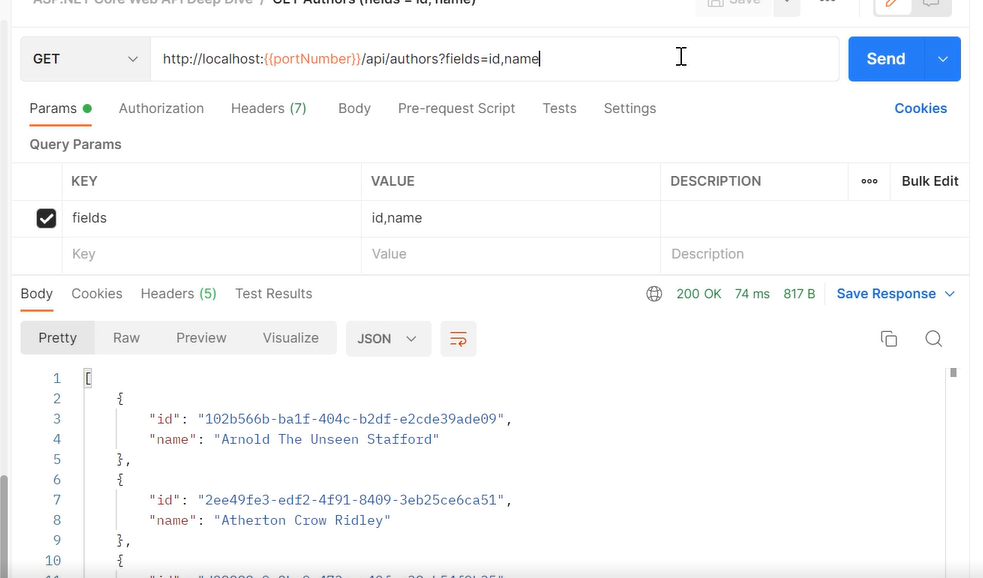 ASP.NET Core Web API Deep Dive / GET Authors (fields = id, name)
Save
GET
http://localhost:{{portNumber}}/api/authors?fields=id,name
Send
Params
Authorization
Headers (7)
Body
Pre-request Script
Tests
Settings
Cookies
Query Params
KEY
VALUE
DESCRIPTION
Bulk Edit
fields
id,name
Key
Value
Description
Body
Cookies
Headers (5)
Test Results
200 OK
74 ms
817 B
Save Response
Pretty
Raw
Preview
Visualize
JSON
1 [
2 {
3 "id": "102b566b-ba1f-404c-b2df-e2cde39ade09",
4 "name": "Arnold The Unseen Stafford"
5 },
6 {
7 "id": "2ee49fe3-edf2-4f91-8409-3eb25ce6ca51",
8 "name": "Atherton Crow Ridley"
9 },
10 {
11 "id":